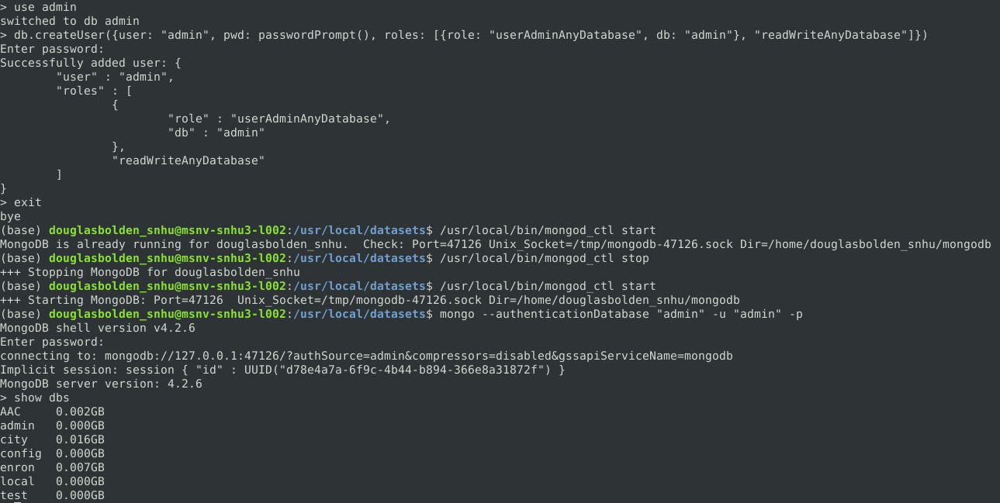 > use admin
switched to db admin
> db.createUser({user: "admin", pwd: passwordPrompt(), roles: [{role: "userAdminAnyDatabase", db: "admin"}, "readWriteAnyDatabase"]})
Enter password:
Successfully added user: {
        "user" : "admin",
        "roles" : [
                {
                        "role" : "userAdminAnyDatabase",
                        "db" : "admin"
                },
                "readWriteAnyDatabase"
        ]
}
> exit
bye
(base) douglasbolden_snhu@msnv-snhu3-l002:/usr/local/datasets$ /usr/local/bin/mongod_ctl start
MongoDB is already running for douglasbolden_snhu.  Check: Port=47126 Unix_Socket=/tmp/mongodb-47126.sock Dir=/home/douglasbolden_snhu/mongodb
(base) douglasbolden_snhu@msnv-snhu3-l002:/usr/local/datasets$ /usr/local/bin/mongod_ctl stop
+++ Stopping MongoDB for douglasbolden_snhu
(base) douglasbolden_snhu@msnv-snhu3-l002:/usr/local/datasets$ /usr/local/bin/mongod_ctl start
+++ Starting MongoDB: Port=47126  Unix_Socket=/tmp/mongodb-47126.sock Dir=/home/douglasbolden_snhu/mongodb
(base) douglasbolden_snhu@msnv-snhu3-l002:/usr/local/datasets$ mongo --authenticationDatabase "admin" -u "admin" -p
MongoDB shell version v4.2.6
Enter password:
connecting to: mongodb://127.0.0.1:47126/?authSource=admin&compressors=disabled&gssapiServiceName=mongodb
Implicit session: session { "id" : UUID("d78e4a7a-6f9c-4b44-b894-366e8a31872f") }
MongoDB server version: 4.2.6
> show dbs
AAC     0.002GB
admin   0.000GB
city    0.016GB
config  0.000GB
enron   0.007GB
local   0.000GB
test    0.000GB